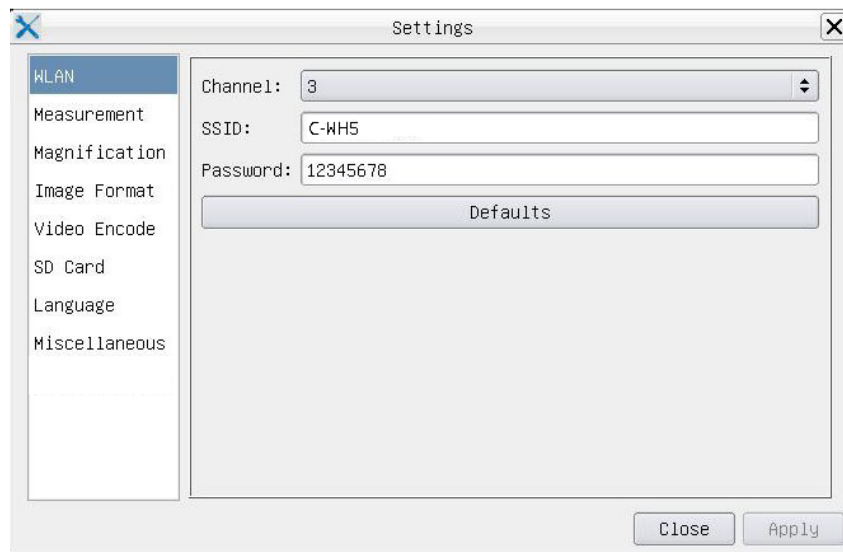 Settings
WLAN
Measurement
Magnification
Image Format
Video Encode
SD Card
Language
Miscellaneous
Channel: 3
SSID: C-WH5
Password: 12345678
Defaults
Close Apply